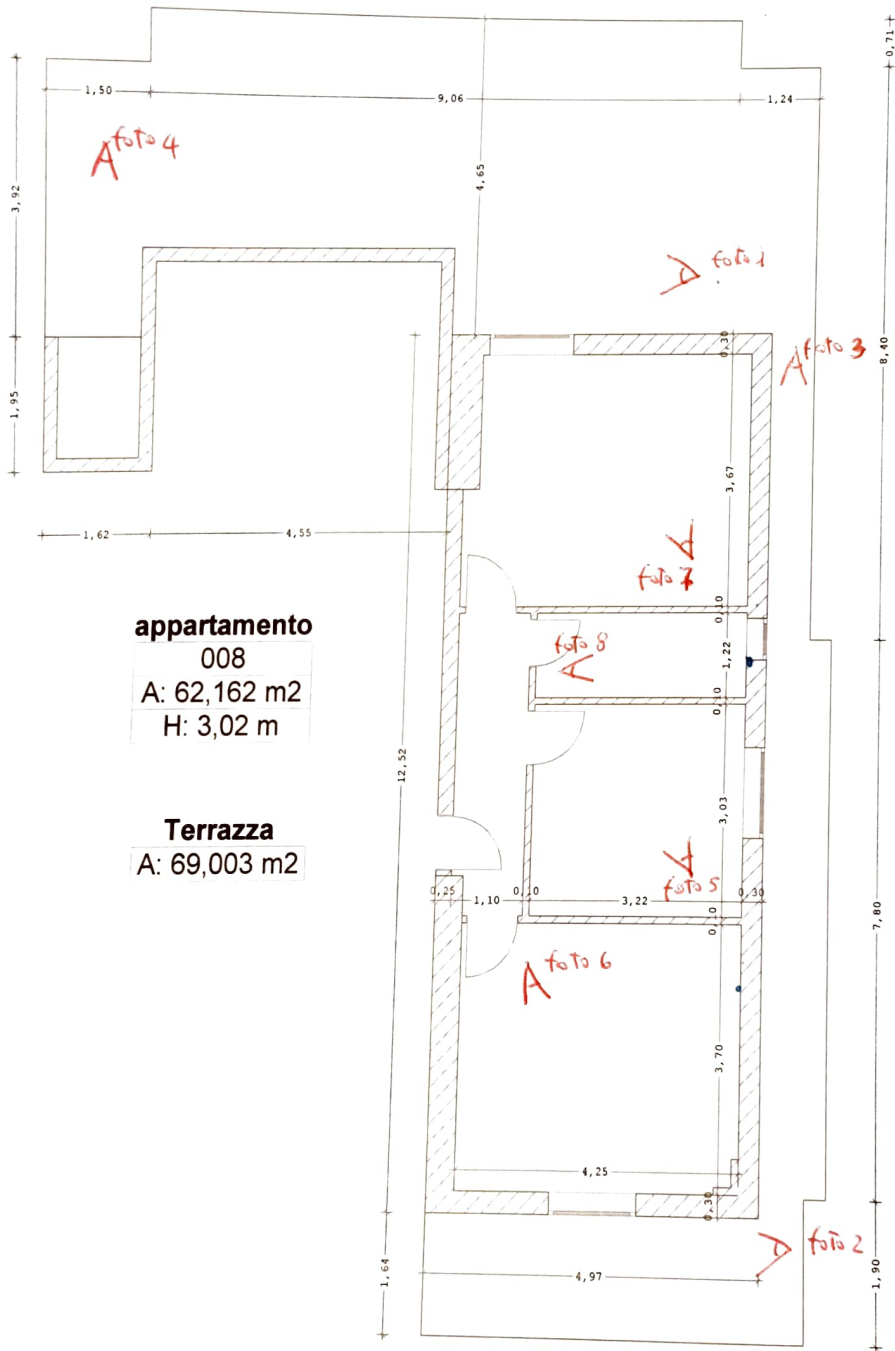 0,71
1,50
9,06
1,24
foto 4
4,65
3,92
foto 1
0,30
foto 3
8,40
1,95
3,67
1,62
4,55
foto 7
0,10
appartamento
008
A: 62,162 m2
H: 3,02 m
foto 8
1,22
0,10
12,52
3,03
Terrazza
A: 69,003 m2
0,25
1,10
0,10
3,22
foto 5
0,30
0,10
7,80
foto 6
3,70
4,25
0,30
foto 2
1,64
4,97
1,90